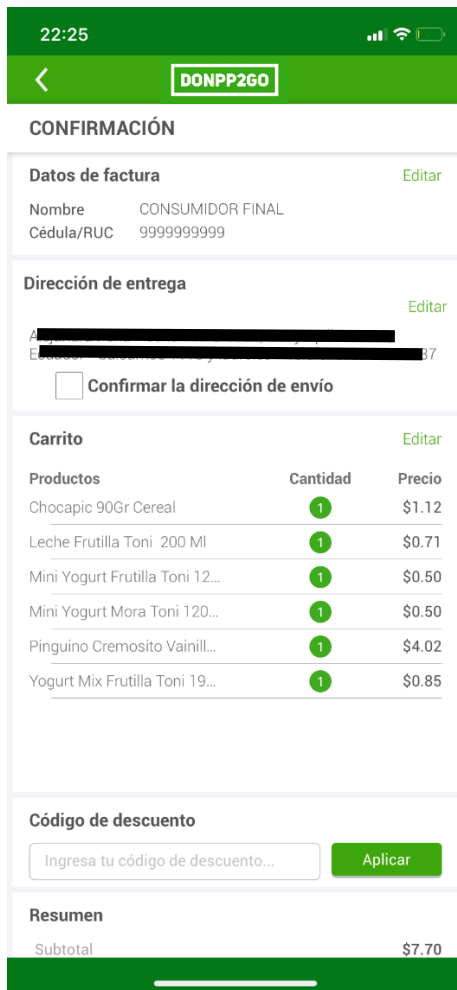 22:25
DONPP2GO
CONFIRMACIÓN
Datos de factura Editar
Nombre CONSUMIDOR FINAL
Cédula/RUC 9999999999
Dirección de entrega
Editar
37
Confirmar la dirección de envío
Carrito Editar
Productos Cantidad Precio
Chocapic 90Gr Cereal 1 $1.12
Leche Frutilla Toni 200 Ml 1 $0.71
Mini Yogurt Frutilla Toni 12... 1 $0.50
Mini Yogurt Mora Toni 120... 1 $0.50
Pinguino Cremosito Vainill... 1 $4.02
Yogurt Mix Frutilla Toni 19... 1 $0.85
Código de descuento
Ingresa tu código de descuento... Aplicar
Resumen
Subtotal $7.70